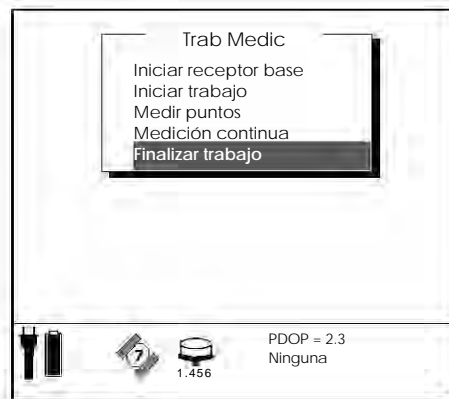 Trab Medic
Iniciar receptor base
Iniciar trabajo
Medir puntos
Medición continua
Finalizar trabajo
7
1.456
PDOP = 2.3
Ninguna